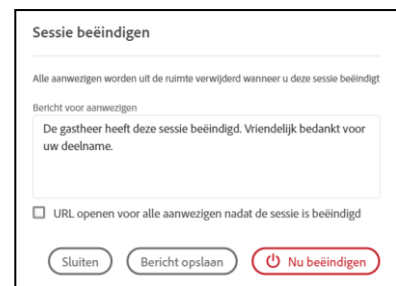 Sessie beëindigen
Alle aanwezigen worden uit de ruimte verwijderd wanneer u deze sessie beëindigt
Bericht voor aanwezigen
De gastheer heeft deze sessie beëindigd. Vriendelijk bedankt voor
uw deelname.
URL openen voor alle aanwezigen nadat de sessie is beëindigd
Sluiten Bericht opslaan Nu beëindigen